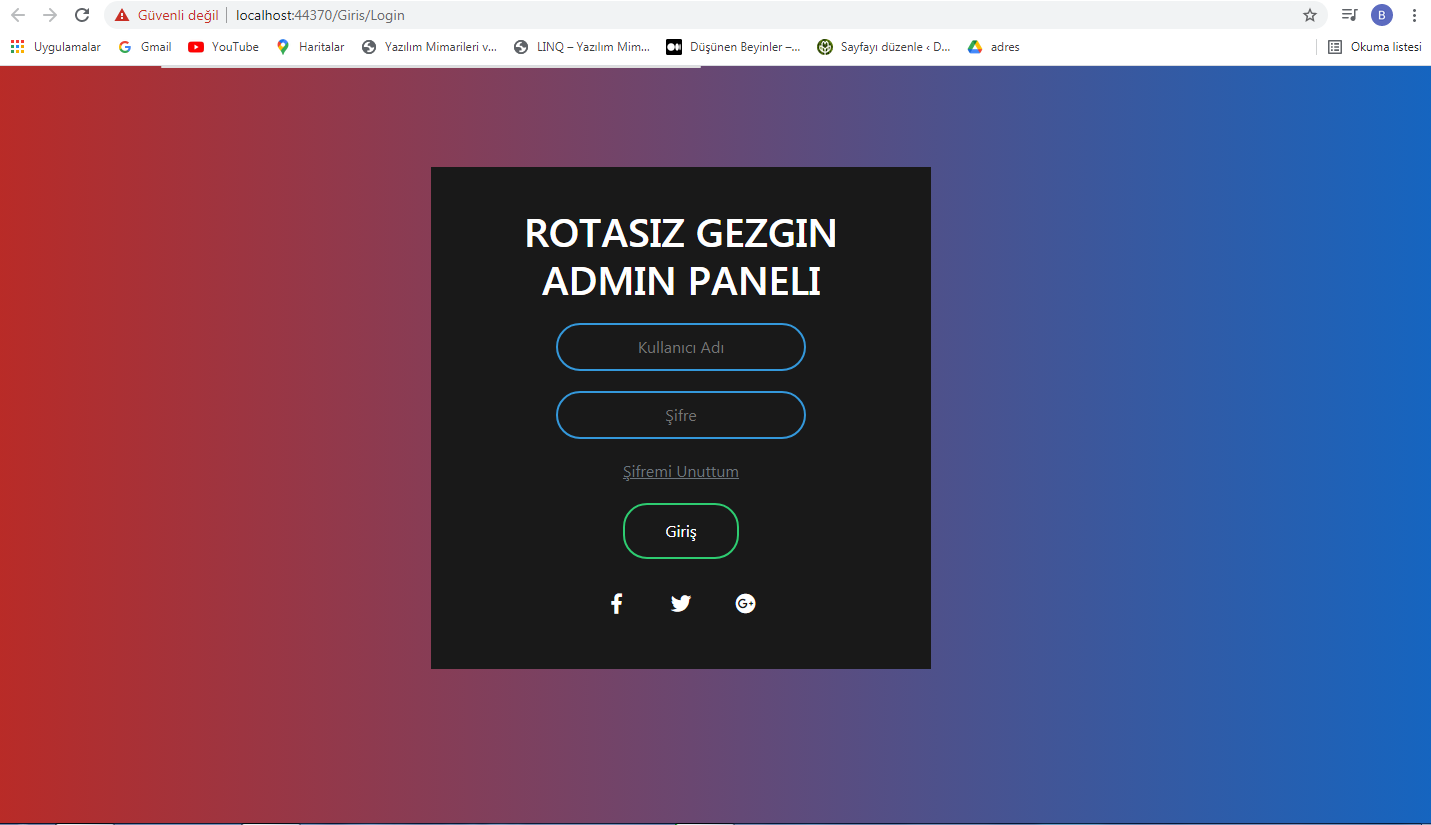 Güvenli değil localhost:44370/Giris/Login B
Uygulamalar Gmail YouTube Haritalar Yazılım Mimarileri v... LINQ – Yazılım Mim... Düşünen Beyinler –... Sayfayı düzenle ‹ D... adres Okuma listesi
ROTASIZ GEZGIN
ADMIN PANELI
Kullanıcı Adı
Şifre
Şifremi Unuttum
Giriş
G+